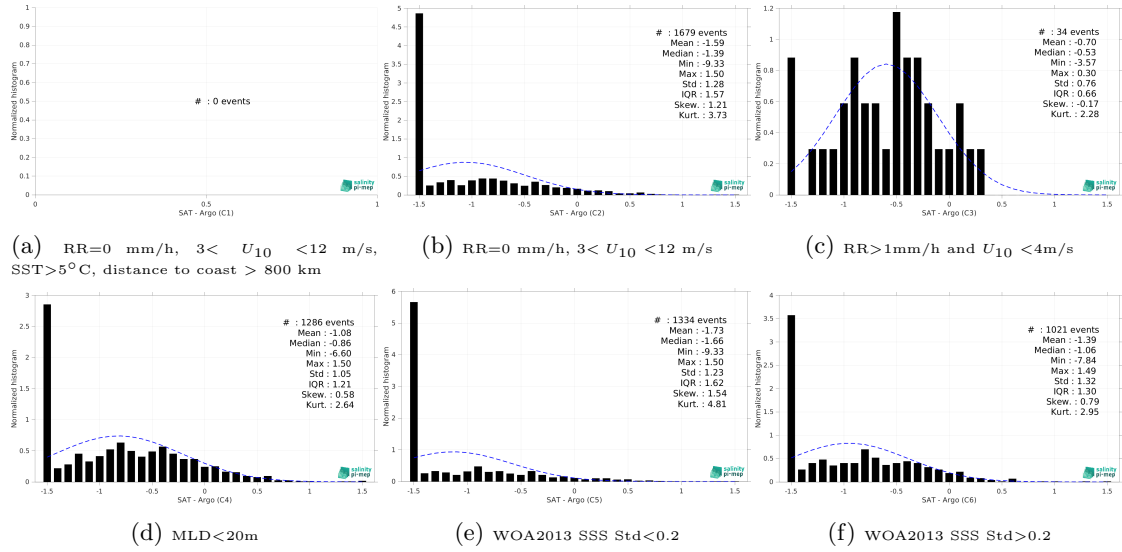 1
0.9
0.8
0.7
0.6
0.5
0.4
0.3
0.2
0.1
0
Normalized histogram
# : 0 events
salinity
pi-mep
0 0.5 1
SAT - Argo (C1)
(a) RR=0 mm/h, 3< U10 <12 m/s,
SST>5°C, distance to coast > 800 km
5
4.5
4
3.5
3
2.5
2
1.5
1
0.5
0
Normalized histogram
# : 1679 events
Mean : -1.59
Median : -1.39
Min : -9.33
Max : 1.50
Std : 1.28
IQR : 1.57
Skew. : 1.21
Kurt. : 3.73
salinity
pi-mep
-1.5 -1 -0.5 0 0.5 1 1.5
SAT - Argo (C2)
(b) RR=0 mm/h, 3< U10 <12 m/s
1.2
1
0.8
0.6
0.4
0.2
0
Normalized histogram
# : 34 events
Mean : -0.70
Median : -0.53
Min : -3.57
Max : 0.30
Std : 0.76
IQR : 0.66
Skew. : -0.17
Kurt. : 2.28
salinity
pi-mep
-1.5 -1 -0.5 0 0.5 1 1.5
SAT - Argo (C3)
(c) RR>1mm/h and U10 <4m/s
3
2.5
2
1.5
1
0.5
0
Normalized histogram
# : 1286 events
Mean : -1.08
Median : -0.86
Min : -6.60
Max : 1.50
Std : 1.05
IQR : 1.21
Skew. : 0.58
Kurt. : 2.64
salinity
pi-mep
-1.5 -1 -0.5 0 0.5 1 1.5
SAT - Argo (C4)
(d) MLD<20m
6
5
4
3
2
1
0
Normalized histogram
# : 1334 events
Mean : -1.73
Median : -1.66
Min : -9.33
Max : 1.50
Std : 1.23
IQR : 1.62
Skew. : 1.54
Kurt. : 4.81
salinity
pi-mep
-1.5 -1 -0.5 0 0.5 1 1.5
SAT - Argo (C5)
(e) WOA2013 SSS Std<0.2
4
3.5
3
2.5
2
1.5
1
0.5
0
Normalized histogram
# : 1021 events
Mean : -1.39
Median : -1.06
Min : -7.84
Max : 1.49
Std : 1.32
IQR : 1.30
Skew. : 0.79
Kurt. : 2.95
salinity
pi-mep
-1.5 -1 -0.5 0 0.5 1 1.5
SAT - Argo (C6)
(f) WOA2013 SSS Std>0.2